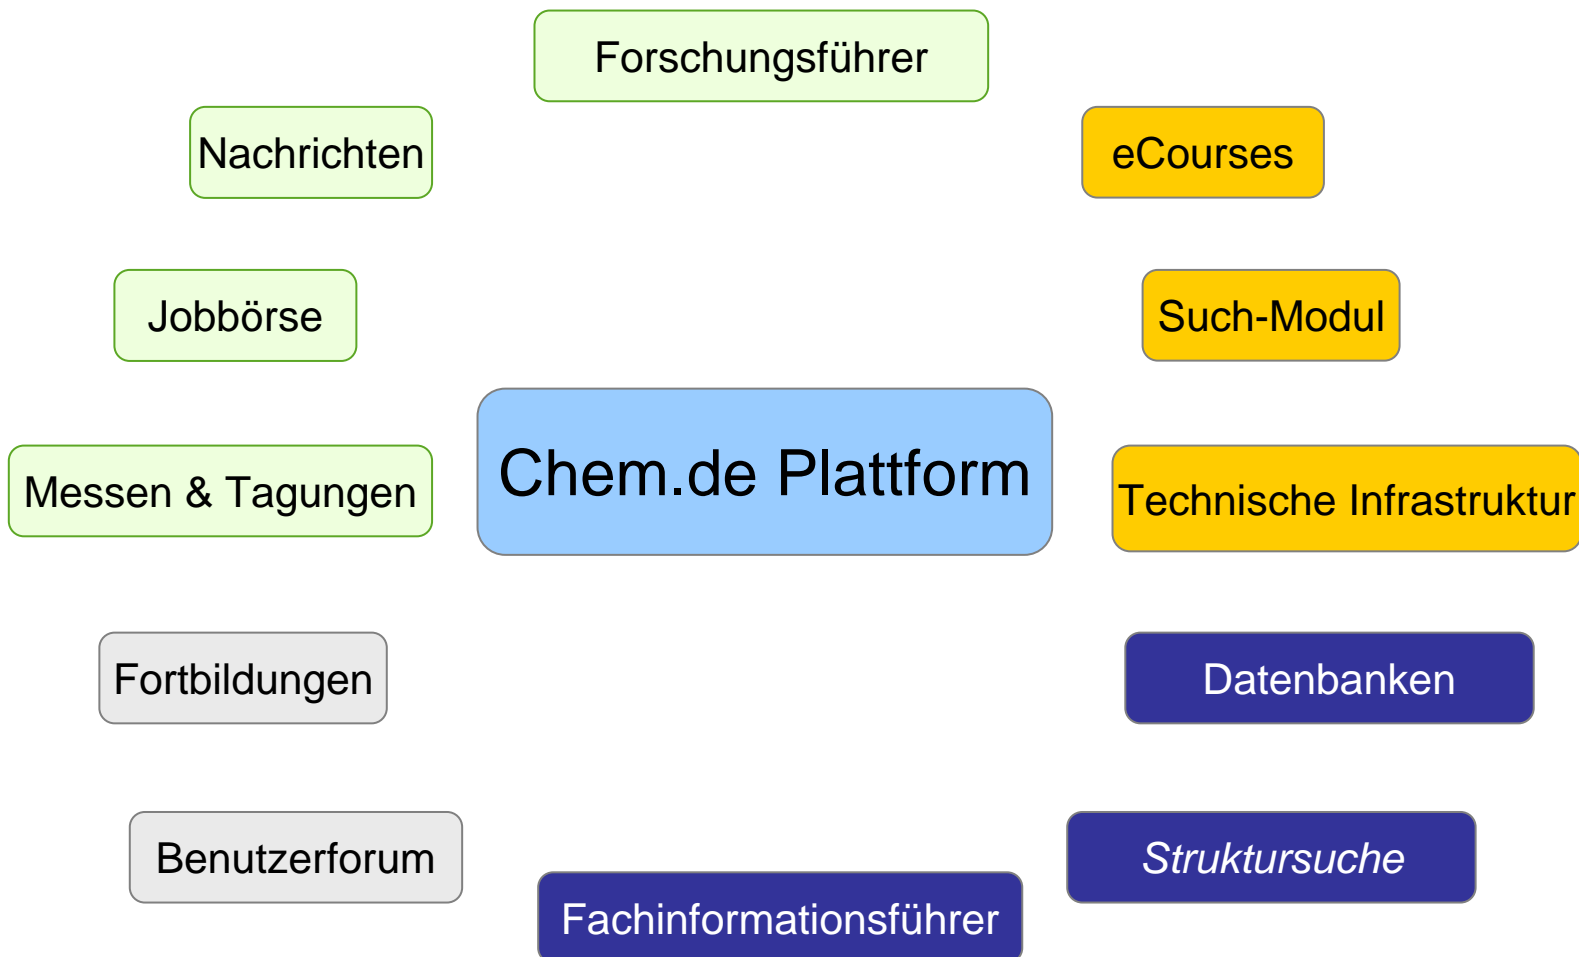 Forschungsführer
Nachrichten
eCourses
Jobbörse
Such-Modul
Chem.de Plattform
Messen & Tagungen
Technische Infrastruktur
Fortbildungen
Datenbanken
Benutzerforum
Struktursuche
Fachinformationsführer